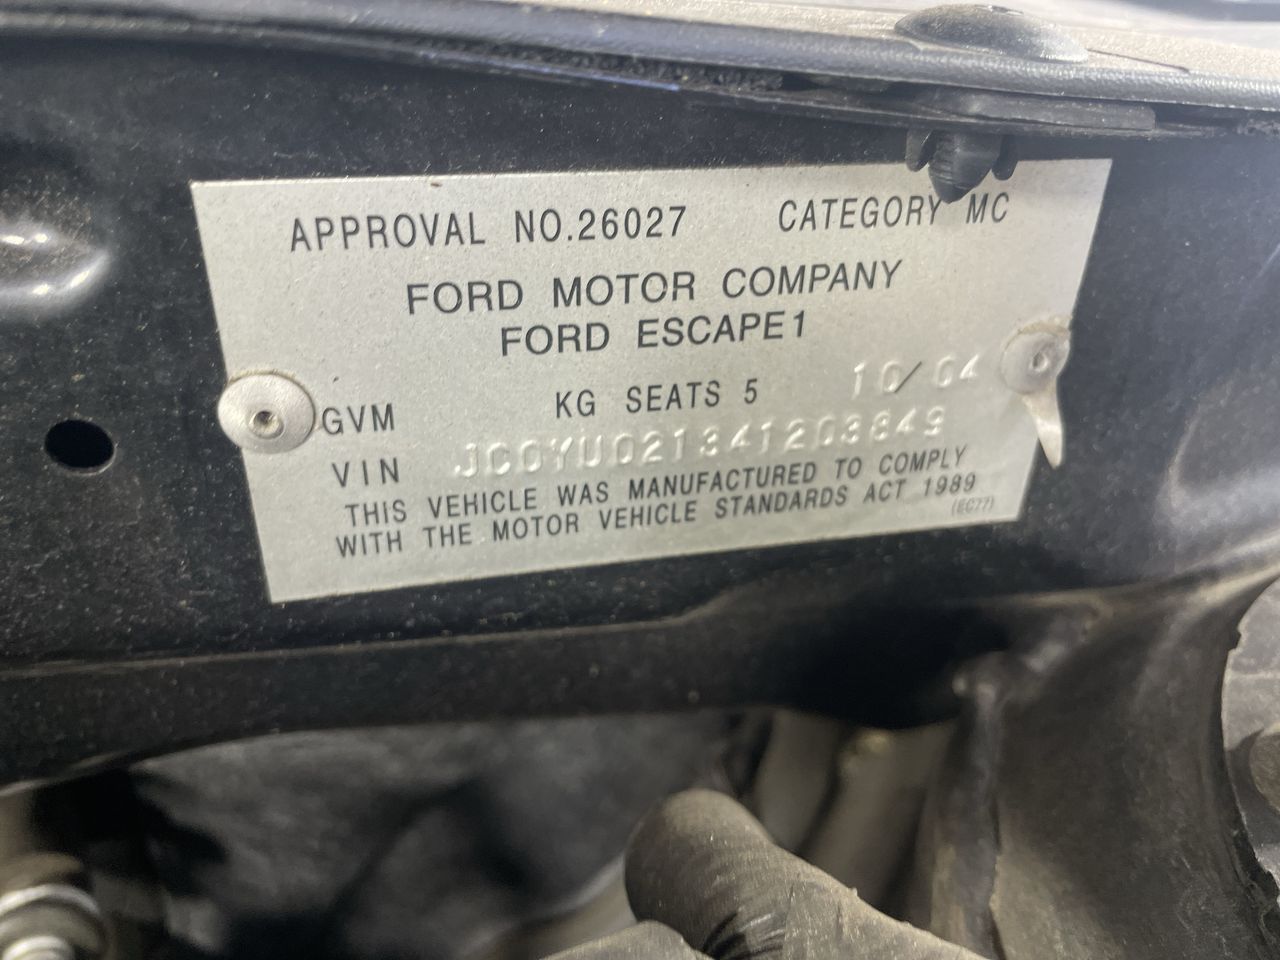 APPROVAL NO.26027 CATEGORY MC
FORD MOTOR COMPANY
FORD ESCAPE1
GVM KG SEATS 5 10/04
VIN JC0YU021341203849
THIS VEHICLE WAS MANUFACTURED TO COMPLY
WITH THE MOTOR VEHICLE STANDARDS ACT 1989
(EC77)